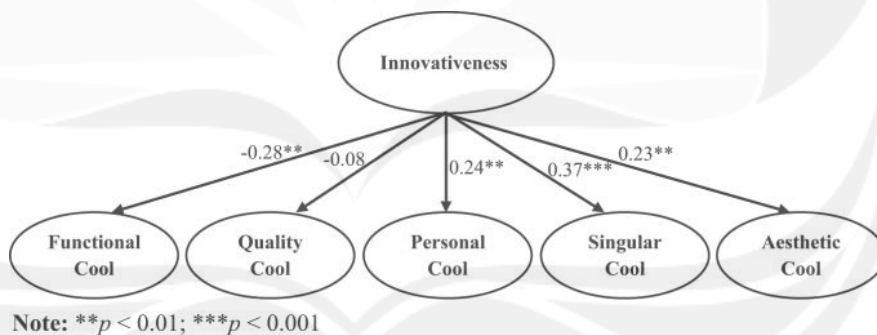 Innovativeness
-0.28**
-0.08
0.24**
0.37***
0.23**
Functional
Cool
Quality
Cool
Personal
Cool
Singular
Cool
Aesthetic
Cool
Note: **p < 0.01; ***p < 0.001